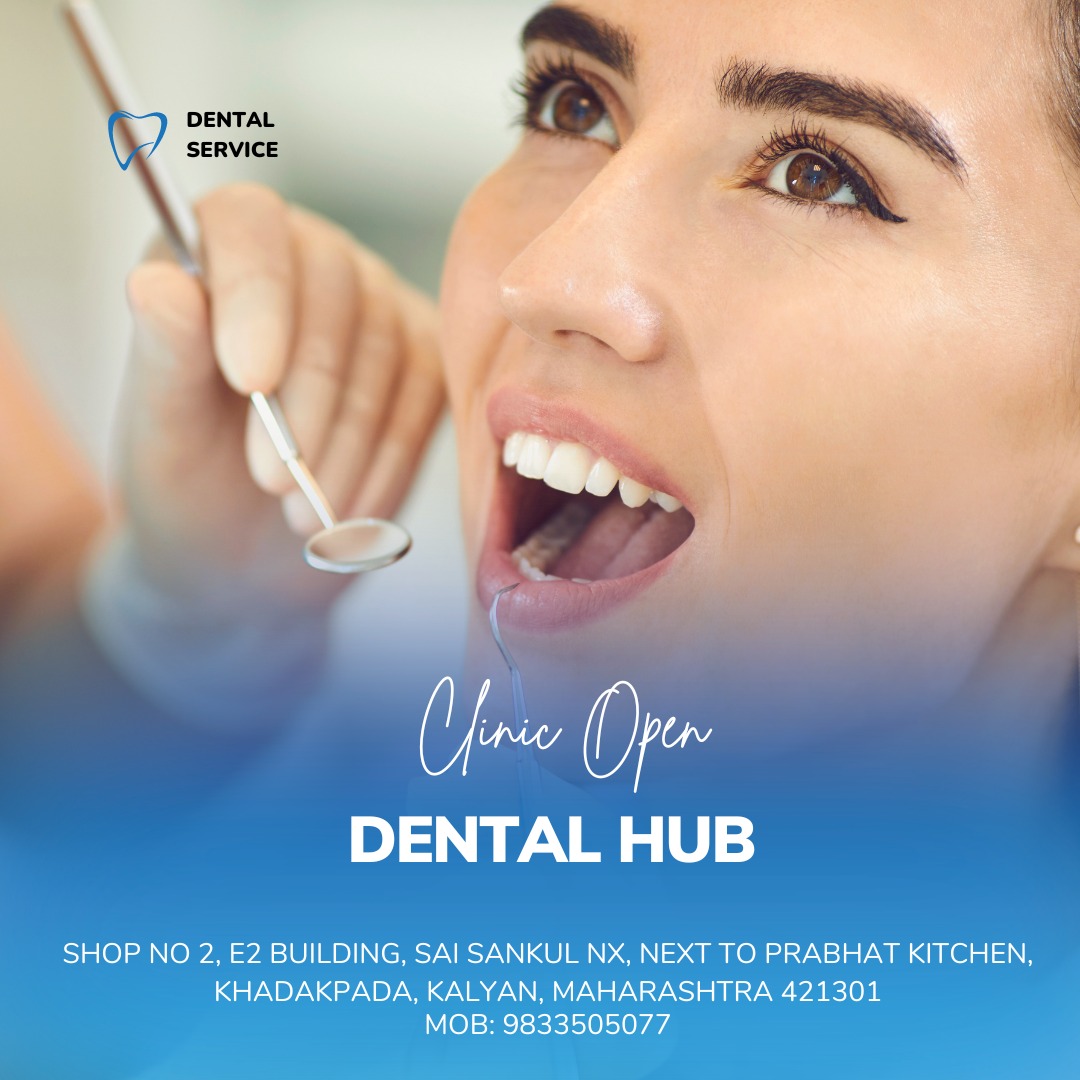 DENTAL
SERVICE
Clinic Open
DENTAL HUB
SHOP NO 2, E2 BUILDING, SAI SANKUL NX, NEXT TO PRABHAT KITCHEN,
KHADAKPADA, KALYAN, MAHARASHTRA 421301
MOB: 9833505077